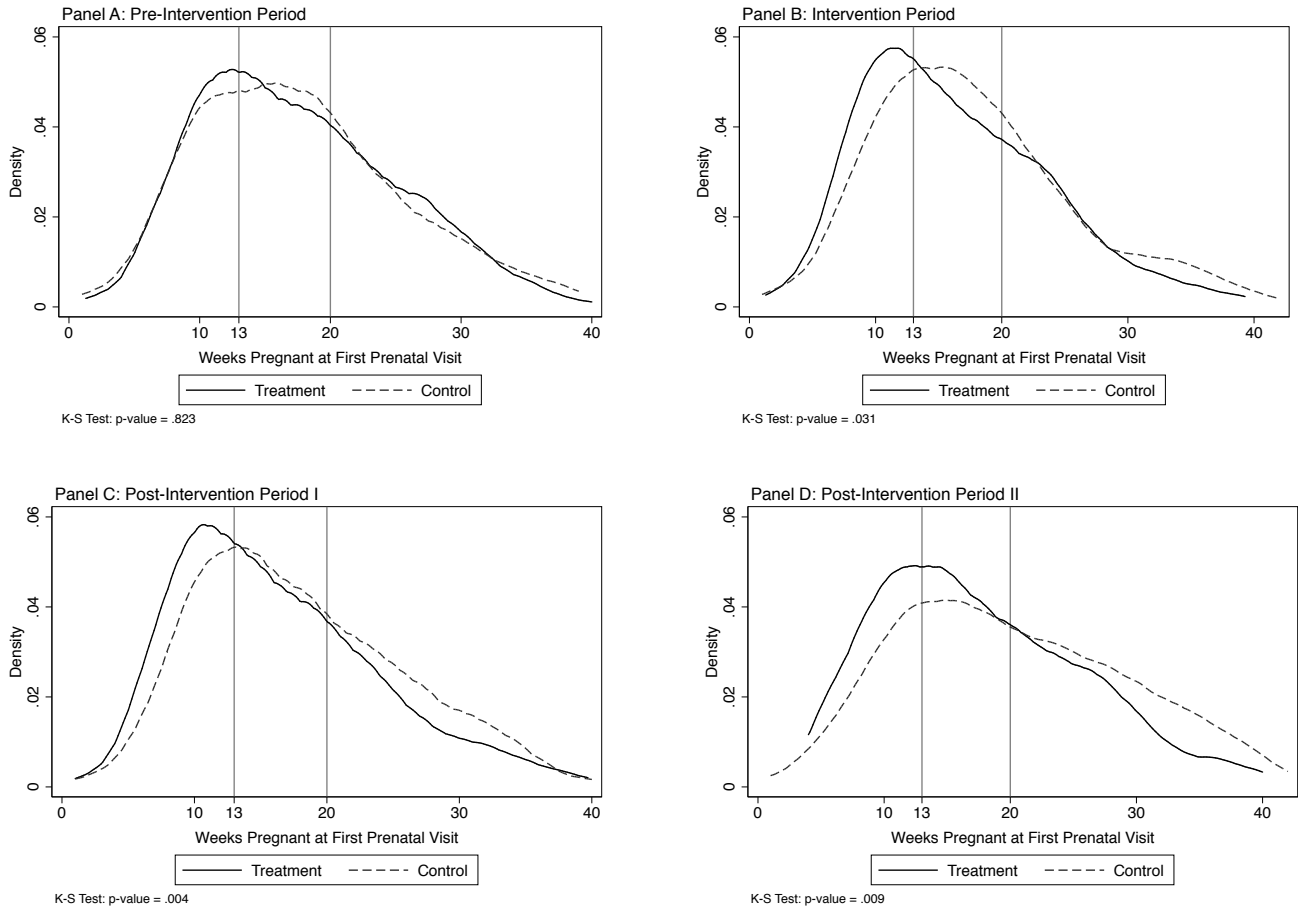 Panel A: Pre-Intervention Period
.06
.04
.02
0
Density
0 10 13 20 30 40
Weeks Pregnant at First Prenatal Visit
Treatment Control
K-S Test: p-value = .823
Panel B: Intervention Period
.06
.04
.02
0
Density
0 10 13 20 30 40
Weeks Pregnant at First Prenatal Visit
Treatment Control
K-S Test: p-value = .031
Panel C: Post-Intervention Period I
.06
.04
.02
0
Density
0 10 13 20 30 40
Weeks Pregnant at First Prenatal Visit
Treatment Control
K-S Test: p-value = .004
Panel D: Post-Intervention Period II
.06
.04
.02
0
Density
0 10 13 20 30 40
Weeks Pregnant at First Prenatal Visit
Treatment Control
K-S Test: p-value = .009